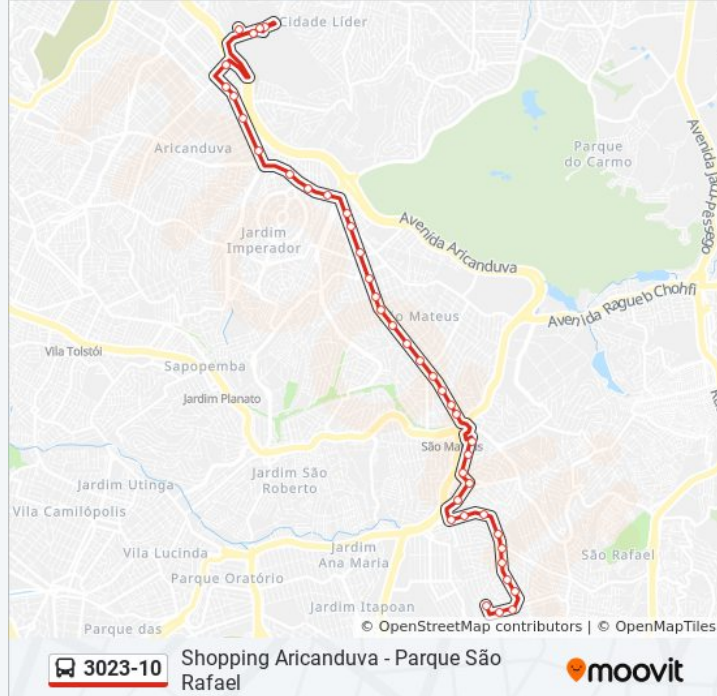 Cidade Líder
Aricanduva
Parque
do Carmo
Avenida Jacu-Pêssego
Jardim
Imperador
Avenida Aricanduva
Avenida Ragueb Chohfi
o Mateus
Vila Tolstói
Sapopemba
Jardim Planato
São Mateus
Jardim São
Roberto
Jardim Utinga
Vila Camilópolis
Vila Lucinda
Jardim
Ana Maria
São Rafael
Parque Oratório
Jardim Itapoan
Parque das
© OpenStreetMap contributors | © OpenMapTiles
3023-10
Shopping Aricanduva - Parque São
Rafael
moovit